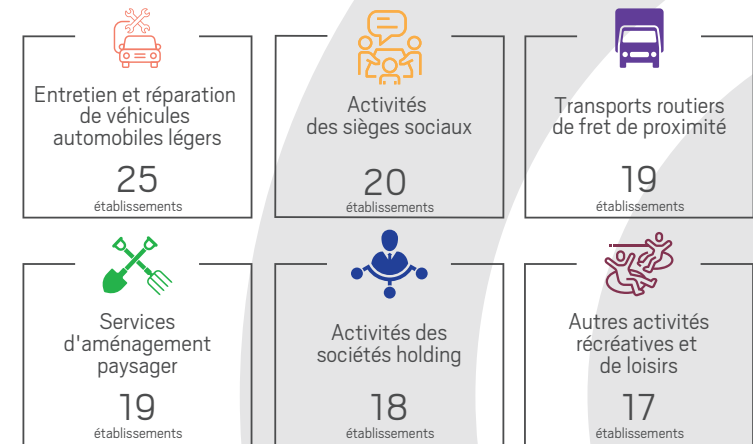 Entretien et réparation
de véhicules
automobiles légers
25
établissements
Activités
des sièges sociaux
20
établissements
Transports routiers
de fret de proximité
19
établissements
Services
d'aménagement
paysager
19
établissements
Activités des
sociétés holding
18
établissements
Autres activités
récréatives et
de loisirs
17
établissements